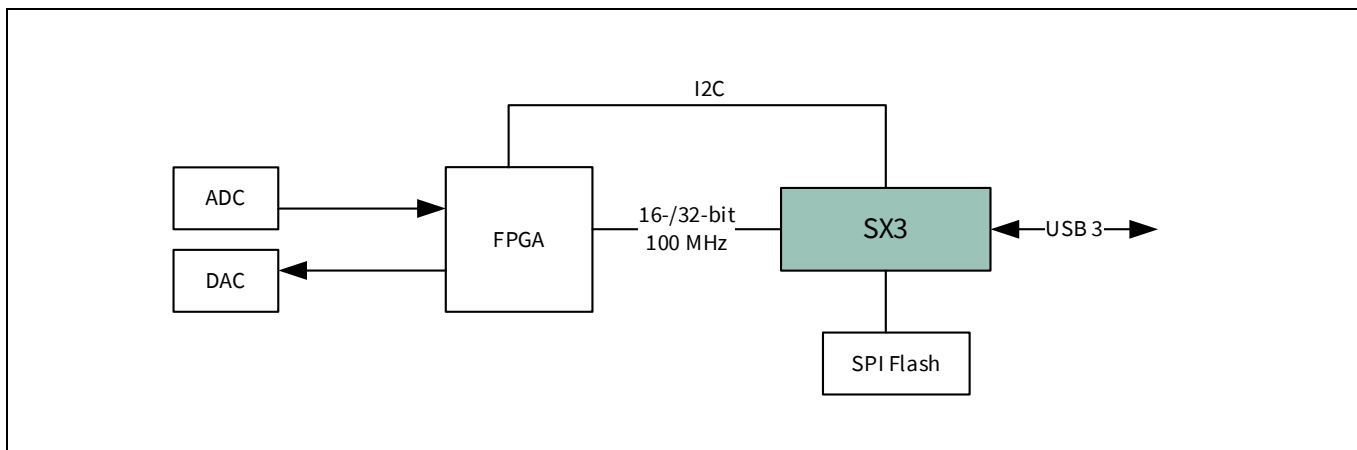 I2C
ADC
DAC
FPGA
16-/32-bit
100 MHz
SX3
USB 3
SPI Flash